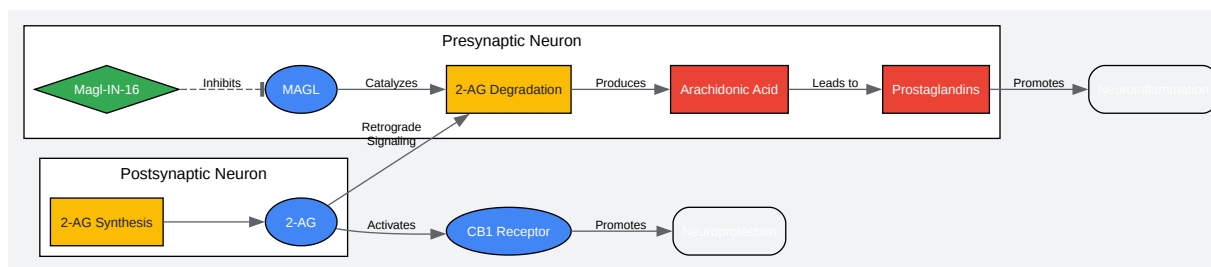 Presynaptic Neuron
Magl-IN-16
Inhibits
MAGL
Catalyzes
2-AG Degradation
Produces
Arachidonic Acid
Leads to
Prostaglandins
Promotes
Neuroinflammation
Retrograde
Signaling
Postsynaptic Neuron
2-AG Synthesis
2-AG
Activates
CB1 Receptor
Promotes
Neuroprotection